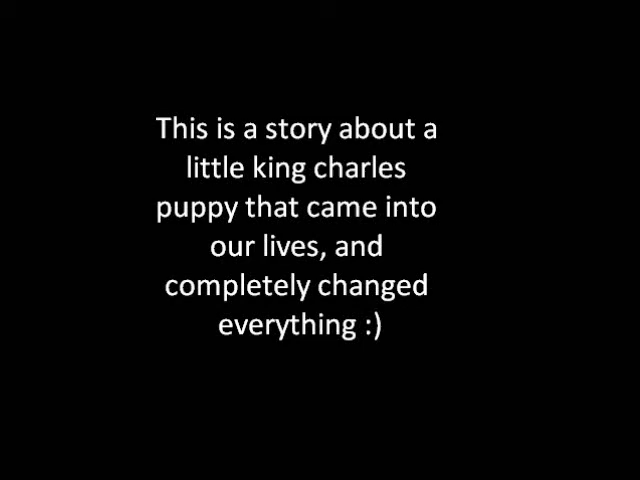 This is a story about a
little king charles
puppy that came into
our lives, and
completely changed
everything :)